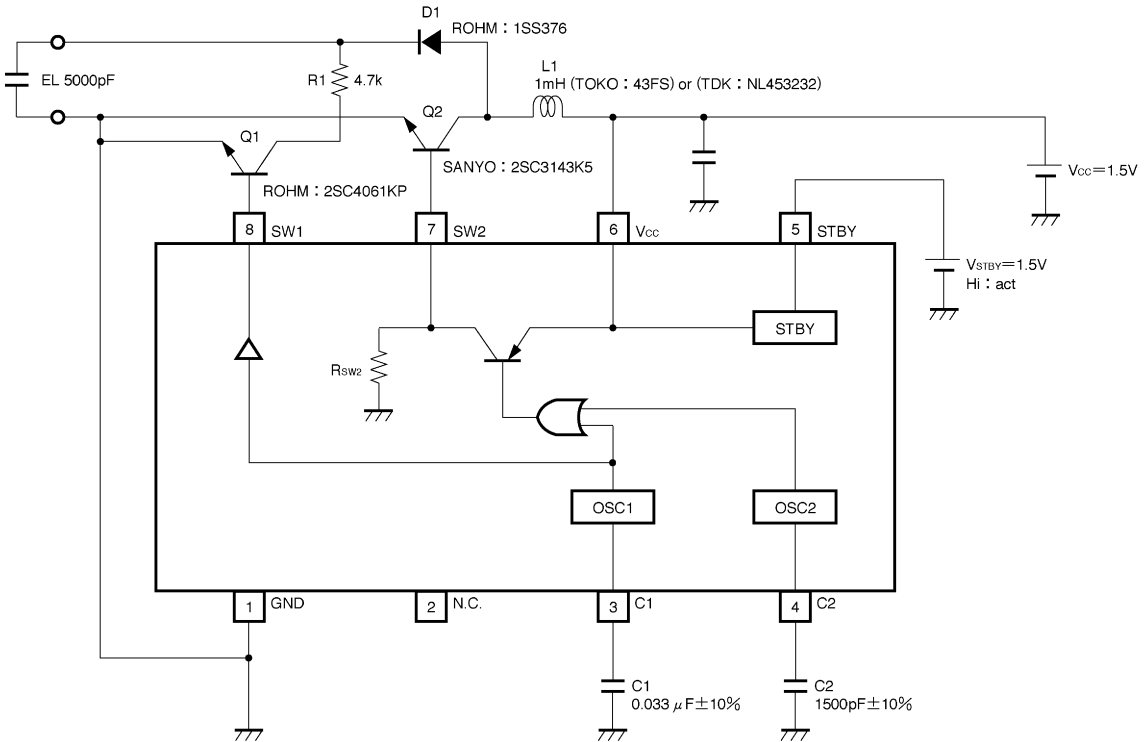 D1
ROHM：1SS376
EL 5000pF
R1
4.7k
L1
1mH (TOKO：43FS) or (TDK：NL453232)
Q2
Q1
SANYO：2SC3143K5
ROHM：2SC4061KP
VCC＝1.5V
8
SW1
7
SW2
6
VCC
5
STBY
VSTBY＝1.5V
Hi：act
STBY
RSW2
OSC1
OSC2
1
GND
2
N.C.
3
C1
4
C2
C1
0.033 μF±10%
C2
1500pF±10%